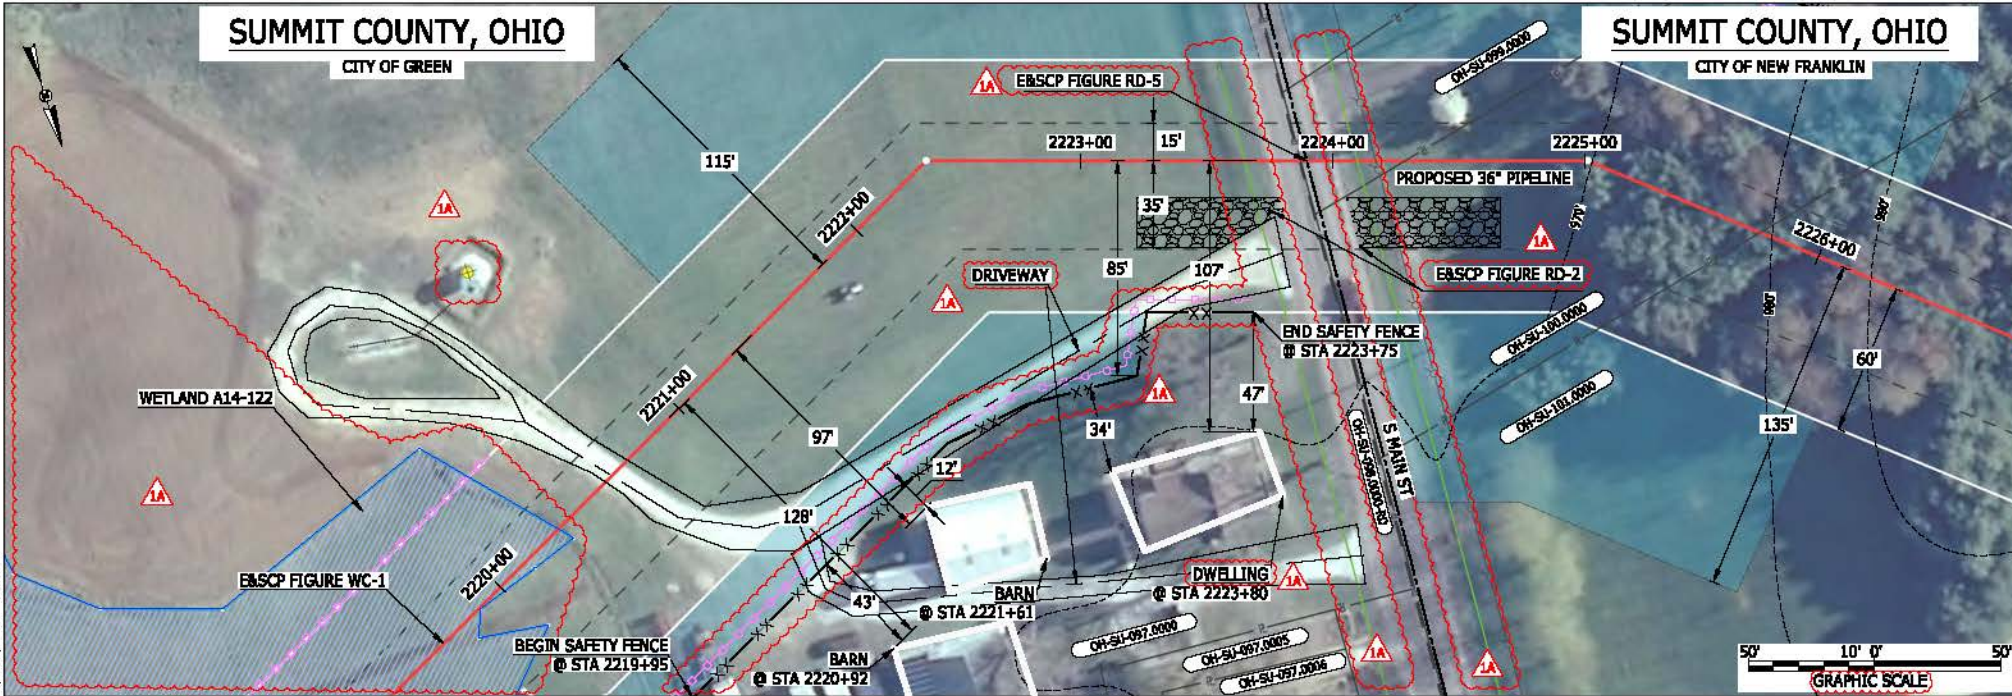 SUMMIT COUNTY, OHIO
CITY OF GREEN
SUMMIT COUNTY, OHIO
CITY OF NEW FRANKLIN
1A
E&SCP FIGURE RD-5
OH-SU-099.0000
115'
2223+00
15'
2224+00
2225+00
PROPOSED 36" PIPELINE
1A
2222+00
35'
970'
980'
2226+00
1A
DRIVEWAY
85'
107'
E&SCP FIGURE RD-2
1A
980'
OH-SU-100.0000
END SAFETY FENCE
@ STA 2223+75
60'
2221+00
WETLAND A14-122
1A
47'
OH-SU-101.0000
97'
34'
135'
S MAIN ST
OH-SU-098.0000-RD
12'
1A
128'
E&SCP FIGURE WC-1
2220+00
43'
BARN
@ STA 2221+61
DWELLING
1A
@ STA 2223+80
OH-SU-097.0000
OH-SU-097.0005
OH-SU-097.0006
BEGIN SAFETY FENCE
@ STA 2219+95
BARN
@ STA 2220+92
1A
1A
50' 10' 0' 50'
GRAPHIC SCALE